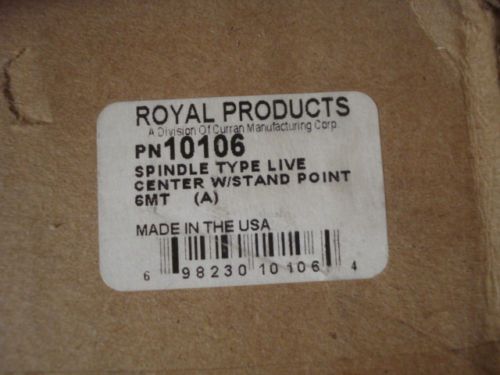 ROYAL PRODUCTS
A Division Of Curran Manufacturing Corp.
PN10106
SPINDLE TYPE LIVE
CENTER W/STAND POINT
6MT (A)
MADE IN THE USA
6 98230 10106 4